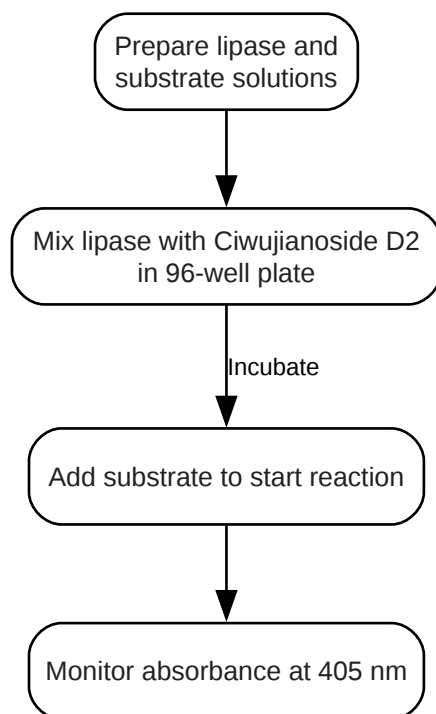 Prepare lipase and
substrate solutions
Mix lipase with Ciwujianoside D2
in 96-well plate
Incubate
Add substrate to start reaction
Monitor absorbance at 405 nm